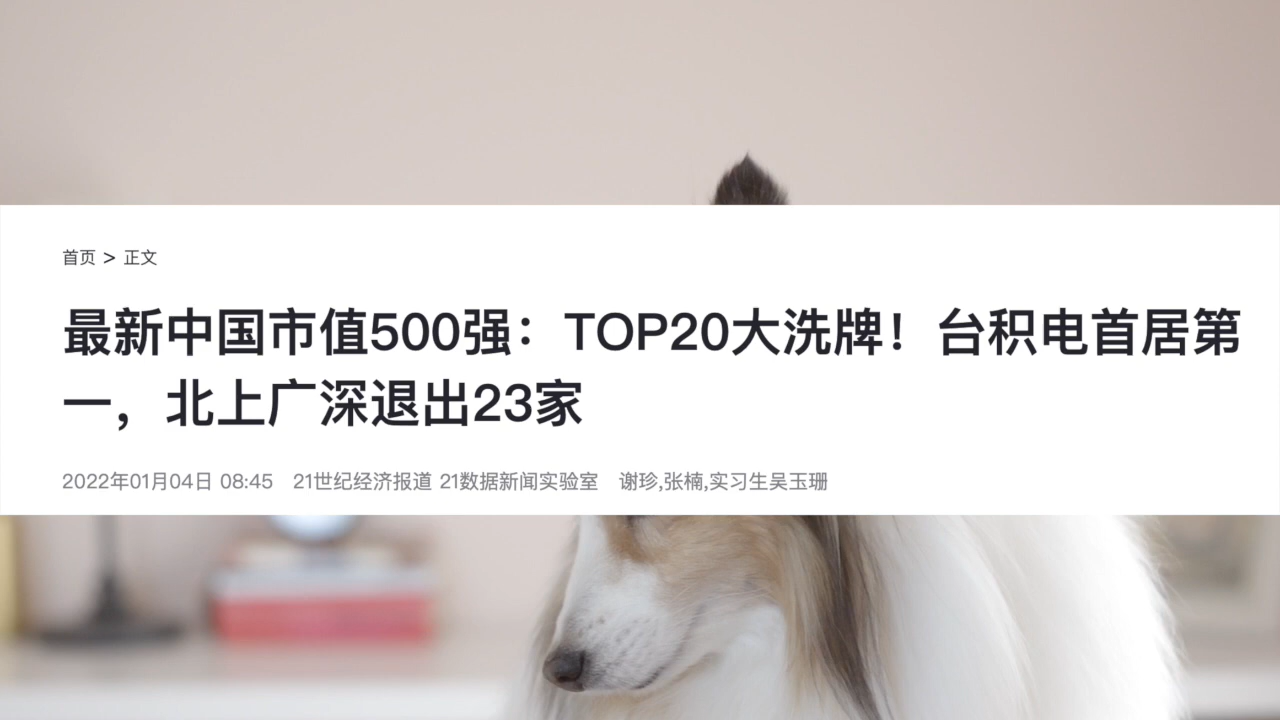 首页 > 正文
最新中国市值500强：TOP20大洗牌！台积电首居第
一，北上广深退出23家
2022年01月04日 08:45 21世纪经济报道 21数据新闻实验室 谢珍,张楠,实习生吴玉珊